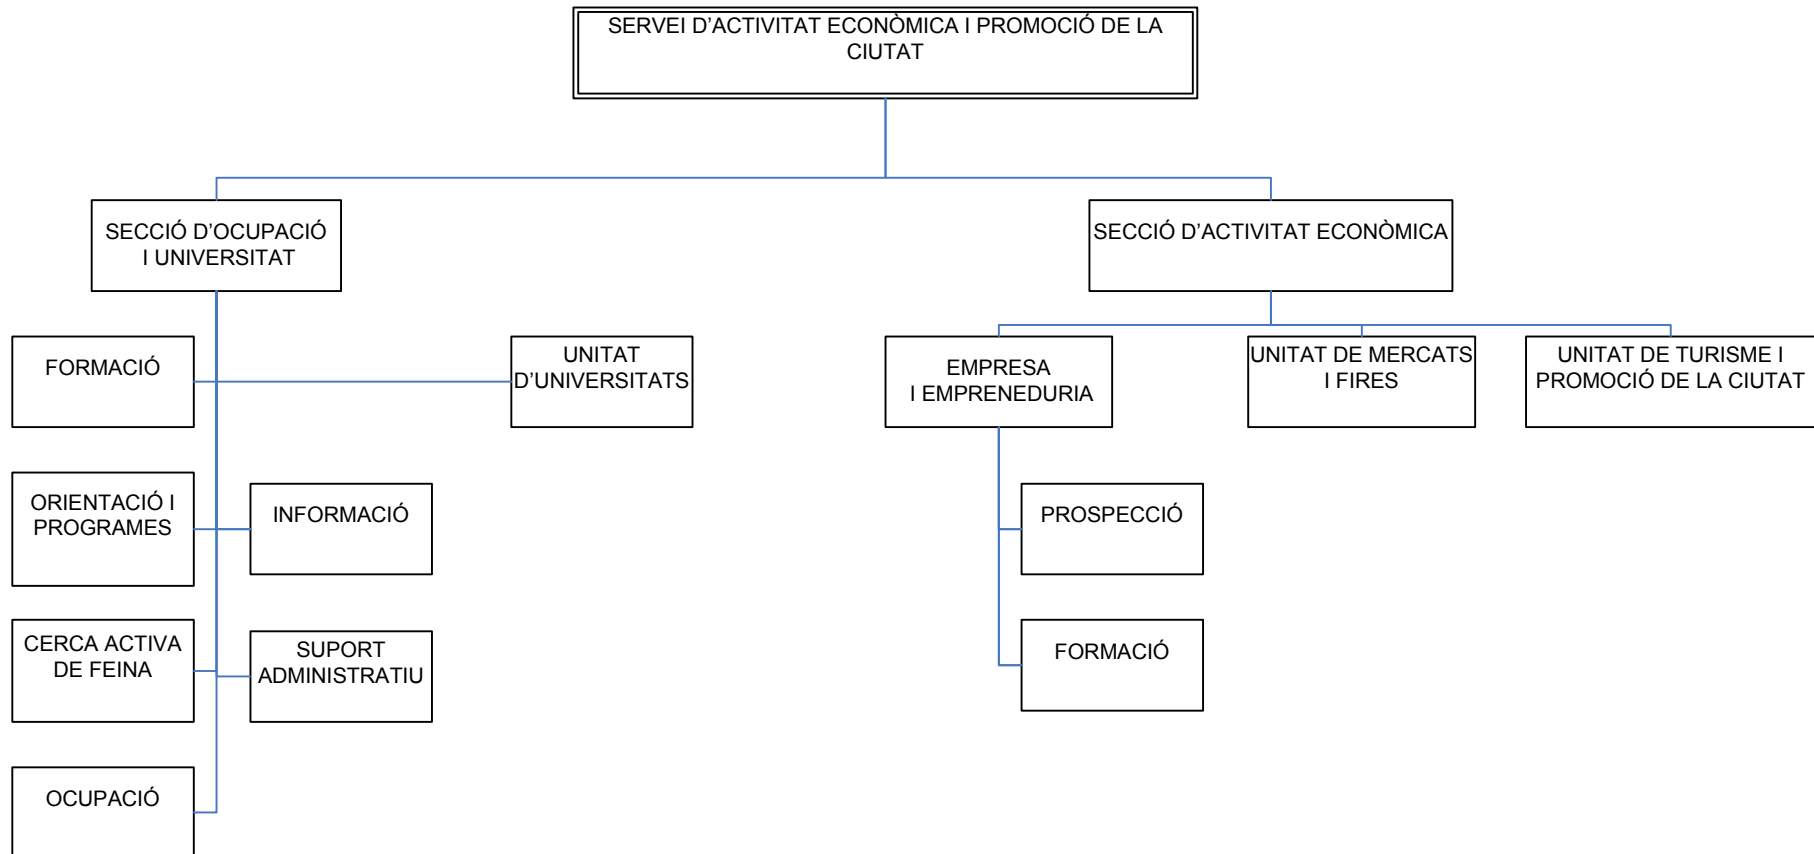 SERVEI D’ACTIVITAT ECONÒMICA I PROMOCIÓ DE LA
CIUTAT
SECCIÓ D’OCUPACIÓ
I UNIVERSITAT
SECCIÓ D’ACTIVITAT ECONÒMICA
FORMACIÓ
UNITAT
D’UNIVERSITATS
EMPRESA
I EMPRENEDURIA
UNITAT DE MERCATS
I FIRES
UNITAT DE TURISME I
PROMOCIÓ DE LA CIUTAT
ORIENTACIÓ I
PROGRAMES
INFORMACIÓ
PROSPECCIÓ
CERCA ACTIVA
DE FEINA
SUPORT
ADMINISTRATIU
FORMACIÓ
OCUPACIÓ